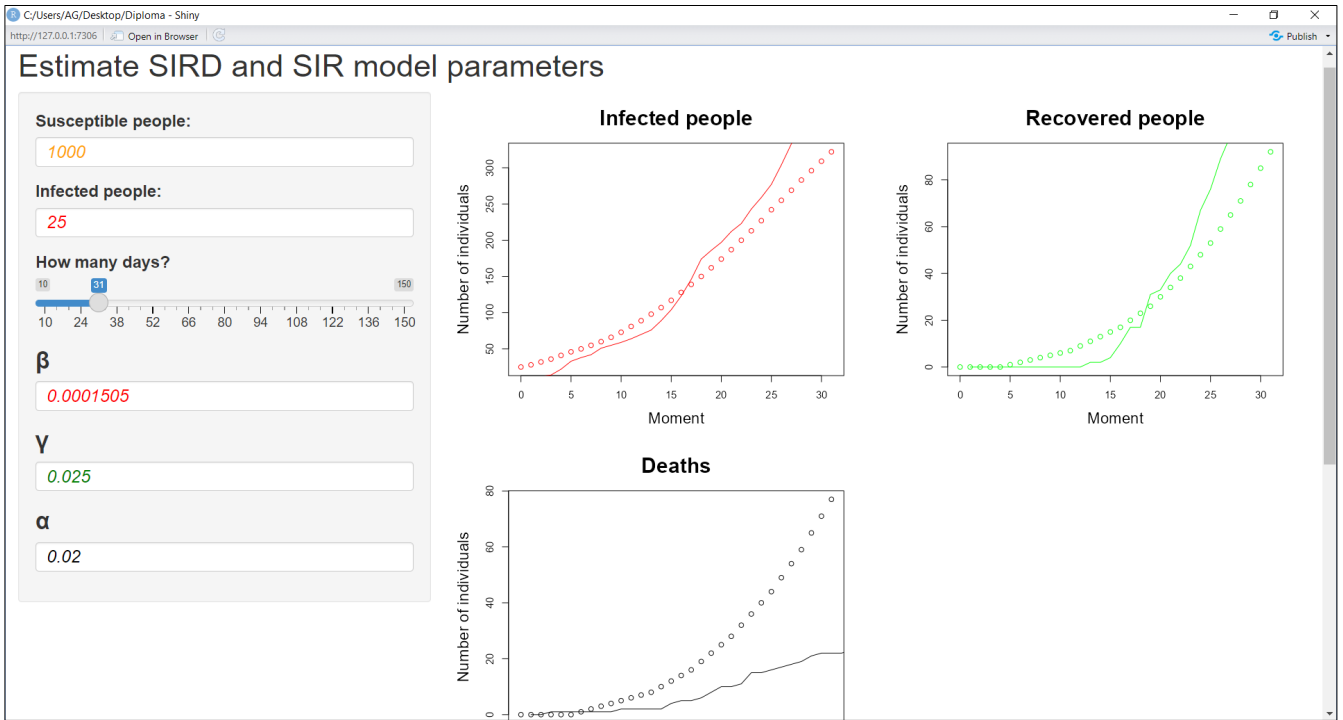 C:/Users/AG/Desktop/Diploma - Shiny
http://127.0.0.1:7306 Open in Browser Publish
Estimate SIRD and SIR model parameters
Susceptible people:
1000
Infected people:
25
How many days?
10 31 150
10 24 38 52 66 80 94 108 122 136 150
β
0.0001505
γ
0.025
α
0.02
Infected people
Number of individuals
300
250
200
150
100
50
0 5 10 15 20 25 30
Moment
Recovered people
Number of individuals
80
60
40
20
0
0 5 10 15 20 25 30
Moment
Deaths
Number of individuals
80
60
40
20
0